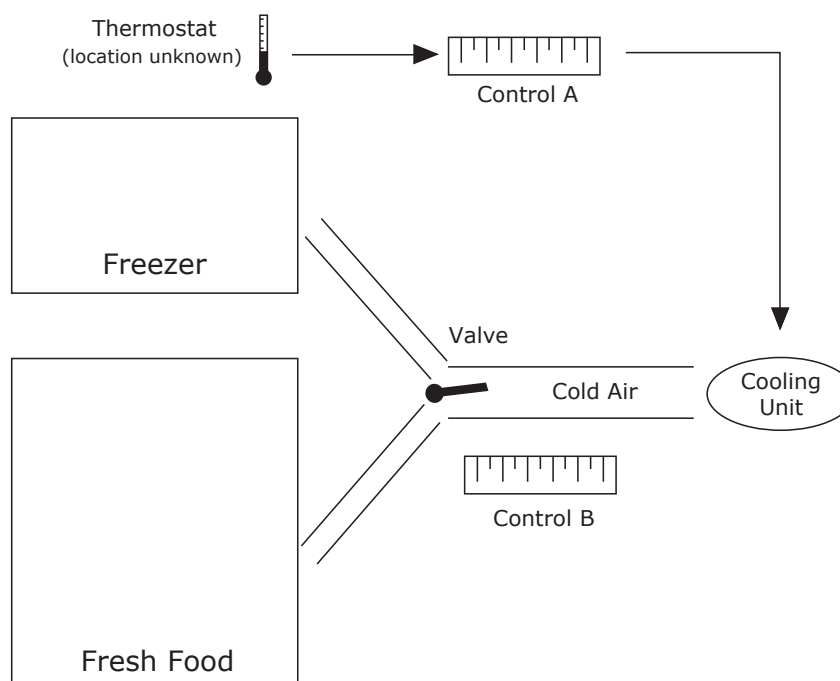 Thermostat
(location unknown)
Control A
Freezer
Valve
Cold Air
Cooling
Unit
Control B
Fresh Food